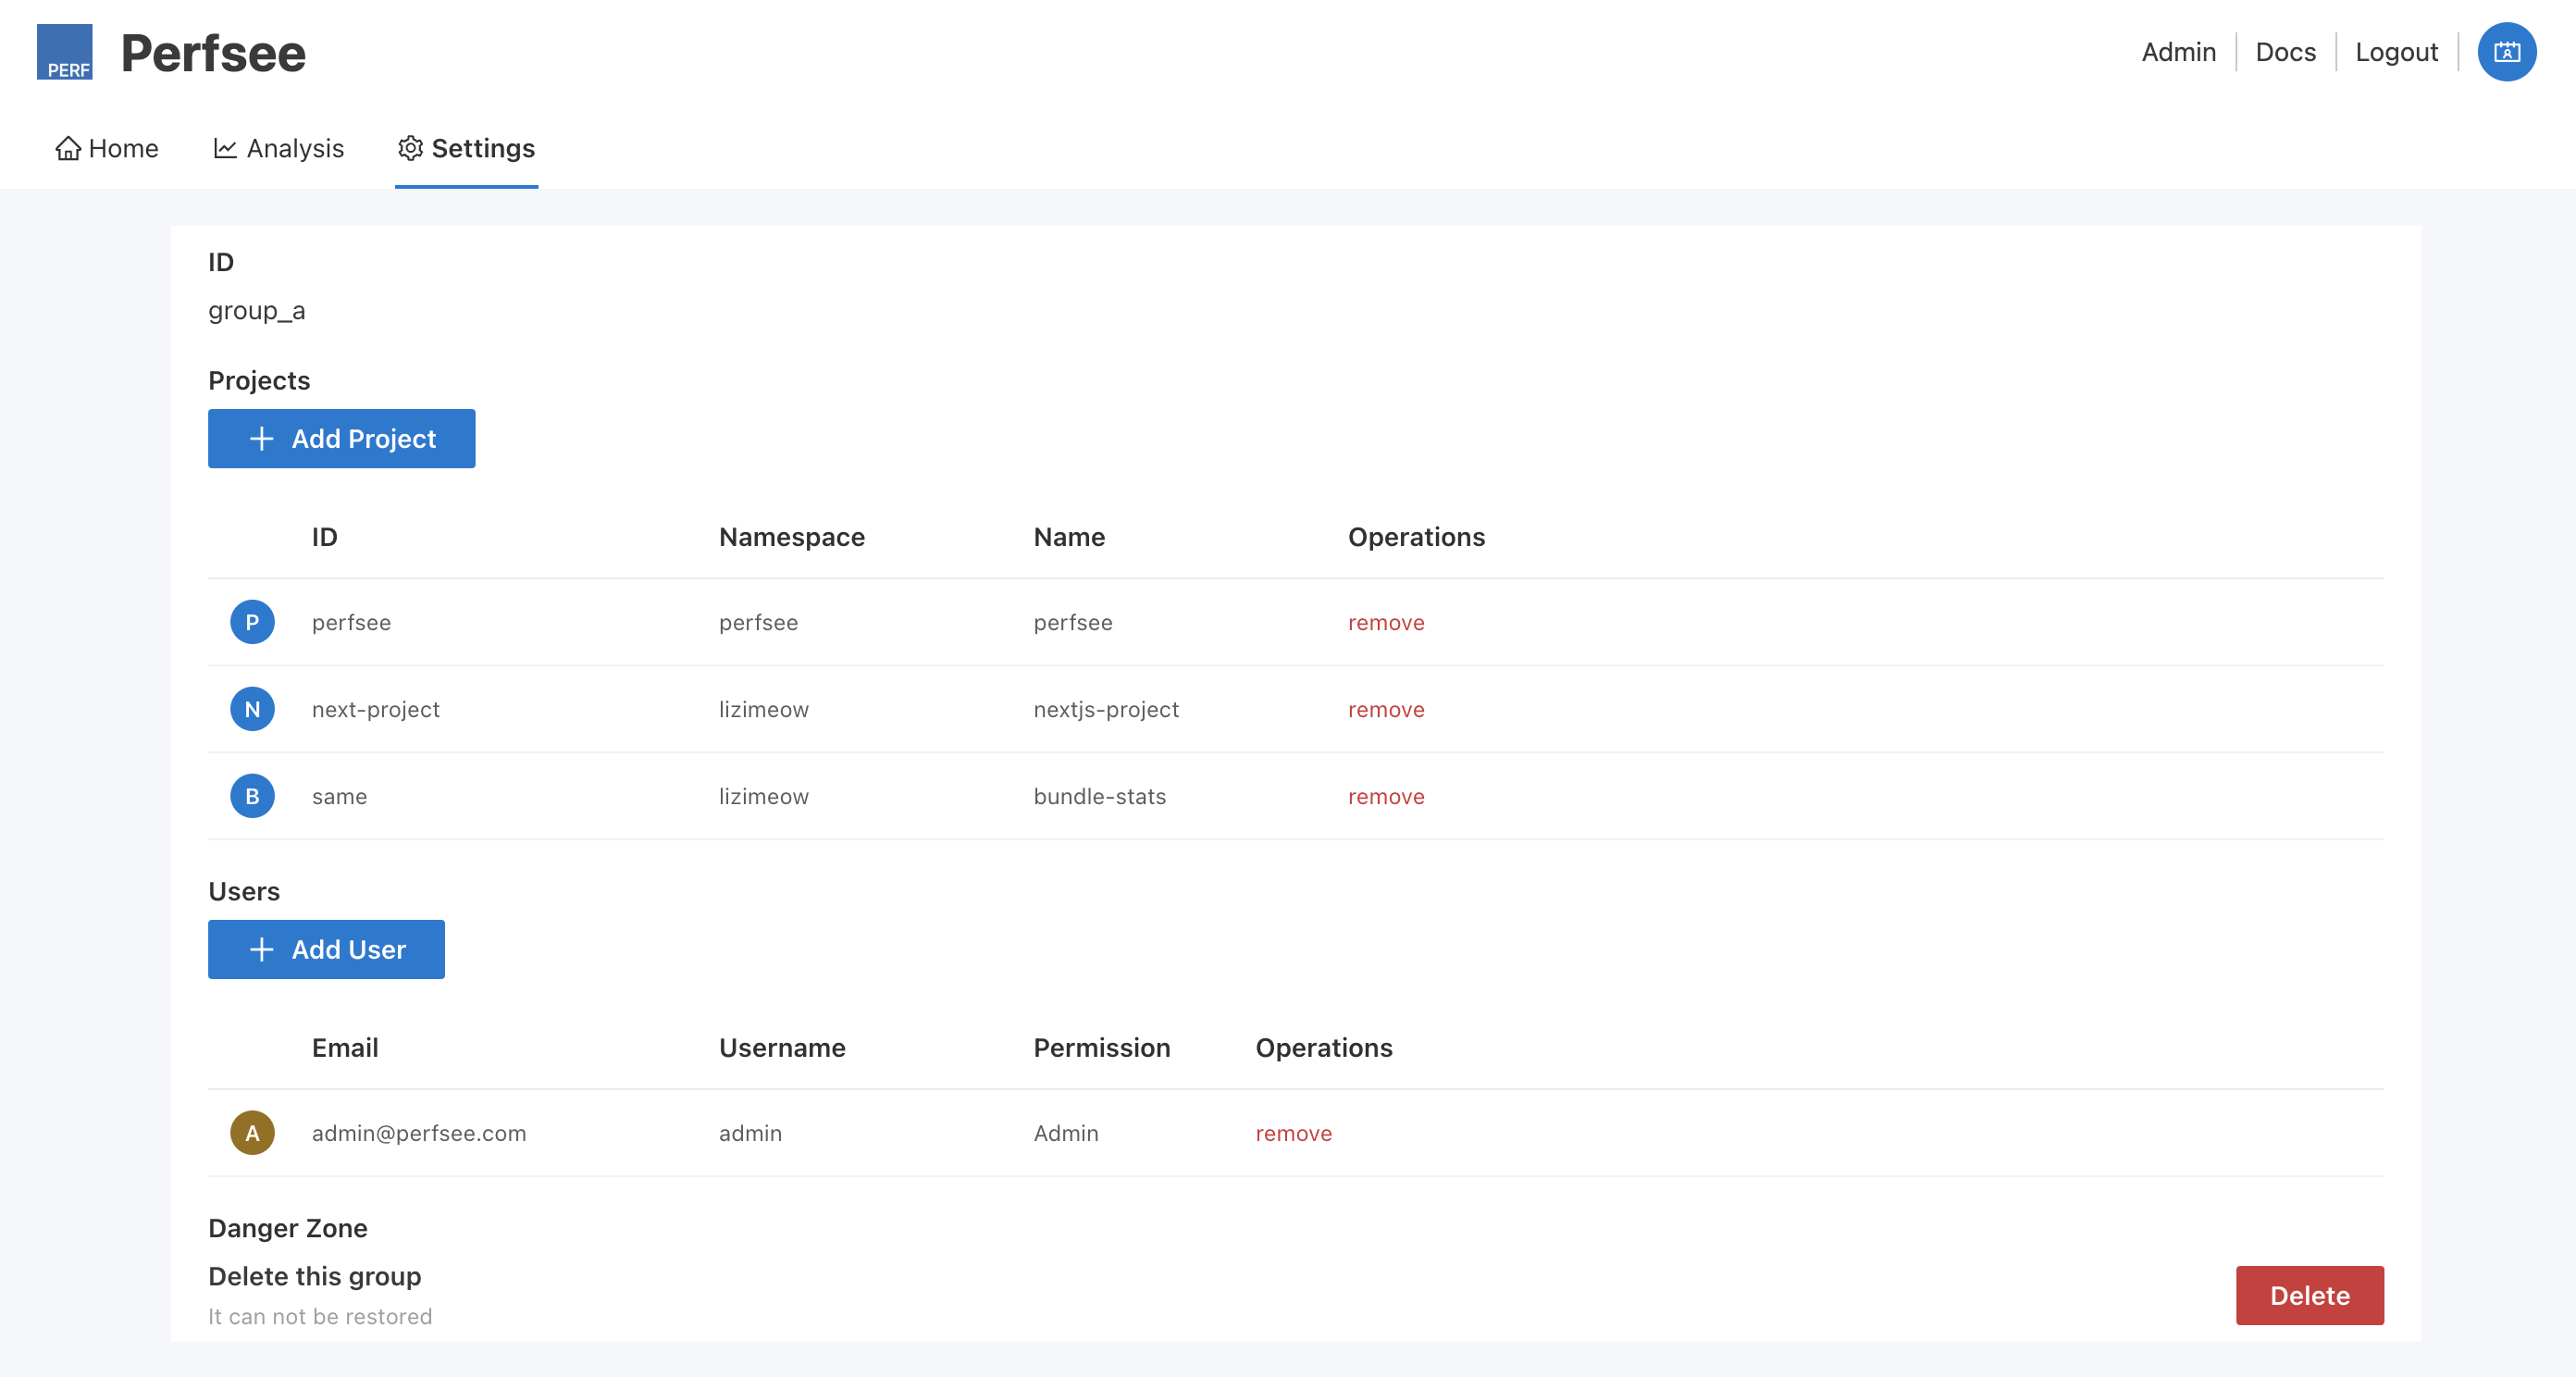 PERF Perfsee Admin Docs Logout
Home Analysis Settings
ID
group_a
Projects
Add Project
ID Namespace Name Operations
P perfsee perfsee perfsee remove
N next-project lizimeow nextjs-project remove
B same lizimeow bundle-stats remove
Users
Add User
Email Username Permission Operations
A admin@perfsee.com admin Admin remove
Danger Zone
Delete this group
It can not be restored
Delete